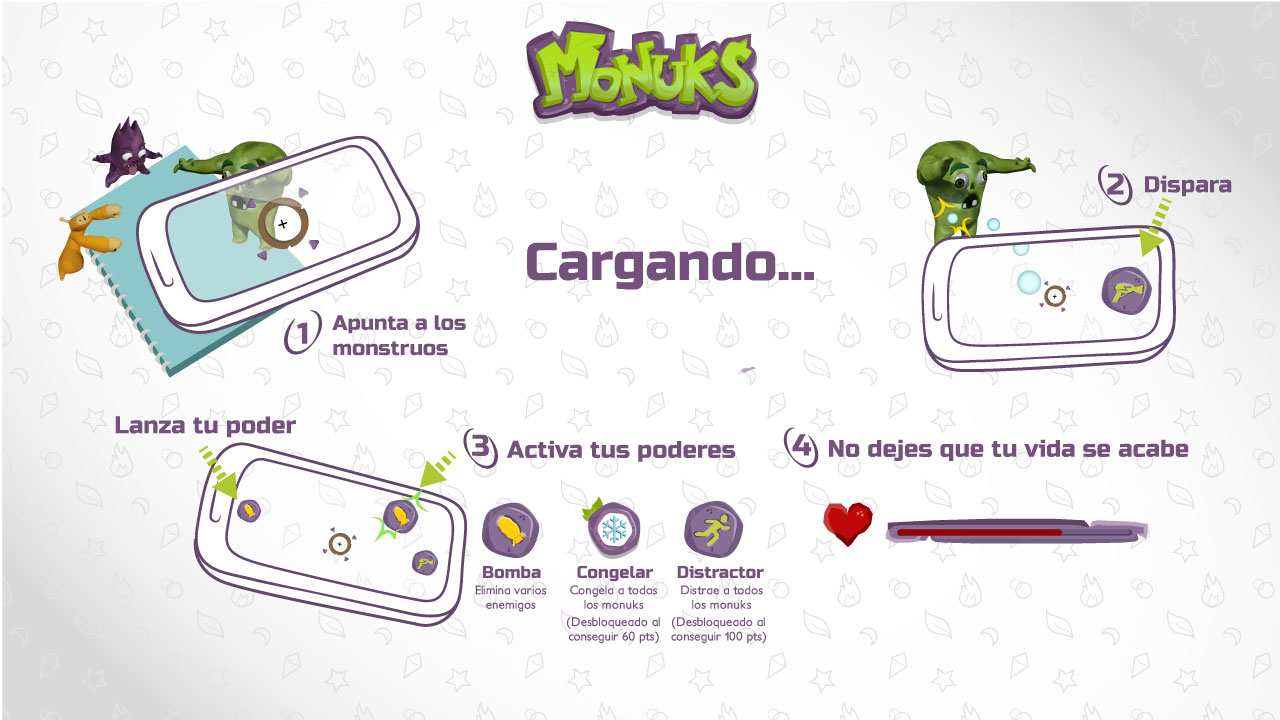 MONUKS
Cargando...
1
Apunta a los
monstruos
2
Dispara
Lanza tu poder
3
Activa tus poderes
Bomba
Elimina varios
enemigos
Congelar
Congela a todos
los monuks
(Desbloqueado al
conseguir 60 pts)
Distractor
Distrae a todos
los monuks
(Desbloqueado al
conseguir 100 pts)
4
No dejes que tu vida se acabe